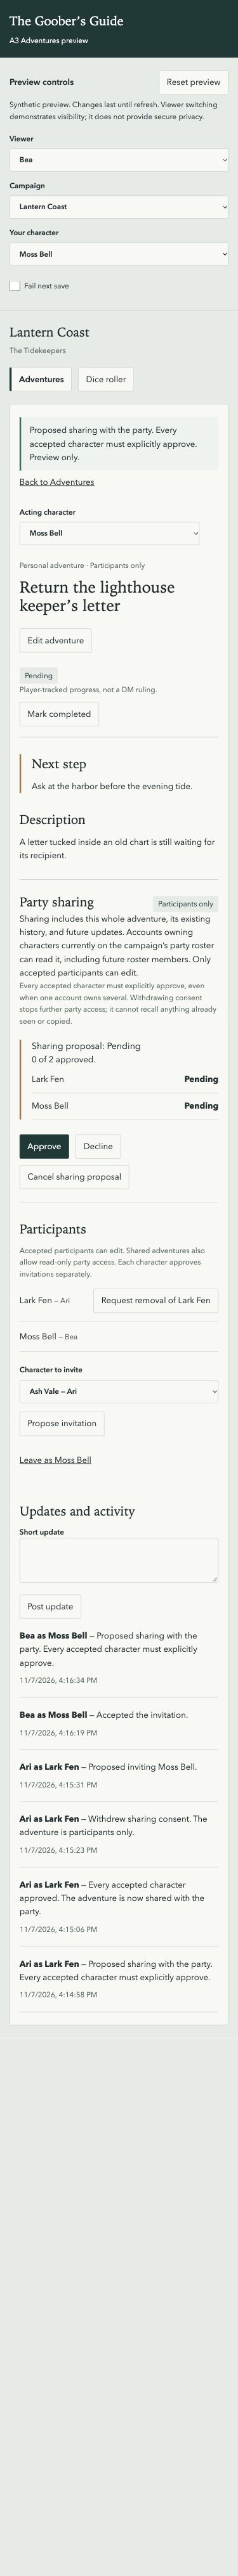 The Goober's Guide
A3 Adventures preview
Preview controls
Reset preview
Synthetic preview. Changes last until refresh. Viewer switching
demonstrates visibility; it does not provide secure privacy.
Viewer
Bea
Campaign
Lantern Coast
Your character
Moss Bell
Fail next save
Lantern Coast
The Tidekeepers
Adventures
Dice roller
Proposed sharing with the party. Every
accepted character must explicitly approve.
Preview only.
Back to Adventures
Acting character
Moss Bell
Personal adventure · Participants only
Return the lighthouse
keeper's letter
Edit adventure
Pending
Player-tracked progress, not a DM ruling.
Mark completed
Next step
Ask at the harbor before the evening tide.
Description
A letter tucked inside an old chart is still waiting for
its recipient.
Party sharing
Participants only
Sharing includes this whole adventure, its existing
history, and future updates. Accounts owning
characters currently on the campaign's party roster
can read it, including future roster members. Only
accepted participants can edit.
Every accepted character must explicitly approve, even
when one account owns several. Withdrawing consent
stops further party access; it cannot recall anything already
seen or copied.
Sharing proposal: Pending
0 of 2 approved.
Lark Fen
Pending
Moss Bell
Pending
Approve
Decline
Cancel sharing proposal
Participants
Accepted participants can edit. Shared adventures also
allow read-only party access. Each character approves
invitations separately.
Lark Fen — Ari
Request removal of Lark Fen
Moss Bell — Bea
Character to invite
Ash Vale — Ari
Propose invitation
Leave as Moss Bell
Updates and activity
Short update
Post update
Bea as Moss Bell — Proposed sharing with the
party. Every accepted character must explicitly
approve.
11/7/2026, 4:16:34 PM
Bea as Moss Bell — Accepted the invitation.
11/7/2026, 4:16:19 PM
Ari as Lark Fen — Proposed inviting Moss Bell.
11/7/2026, 4:15:31 PM
Ari as Lark Fen — Withdrew sharing consent. The
adventure is participants only.
11/7/2026, 4:15:23 PM
Ari as Lark Fen — Every accepted character
approved. The adventure is now shared with the
party.
11/7/2026, 4:15:06 PM
Ari as Lark Fen — Proposed sharing with the party.
Every accepted character must explicitly approve.
11/7/2026, 4:14:58 PM